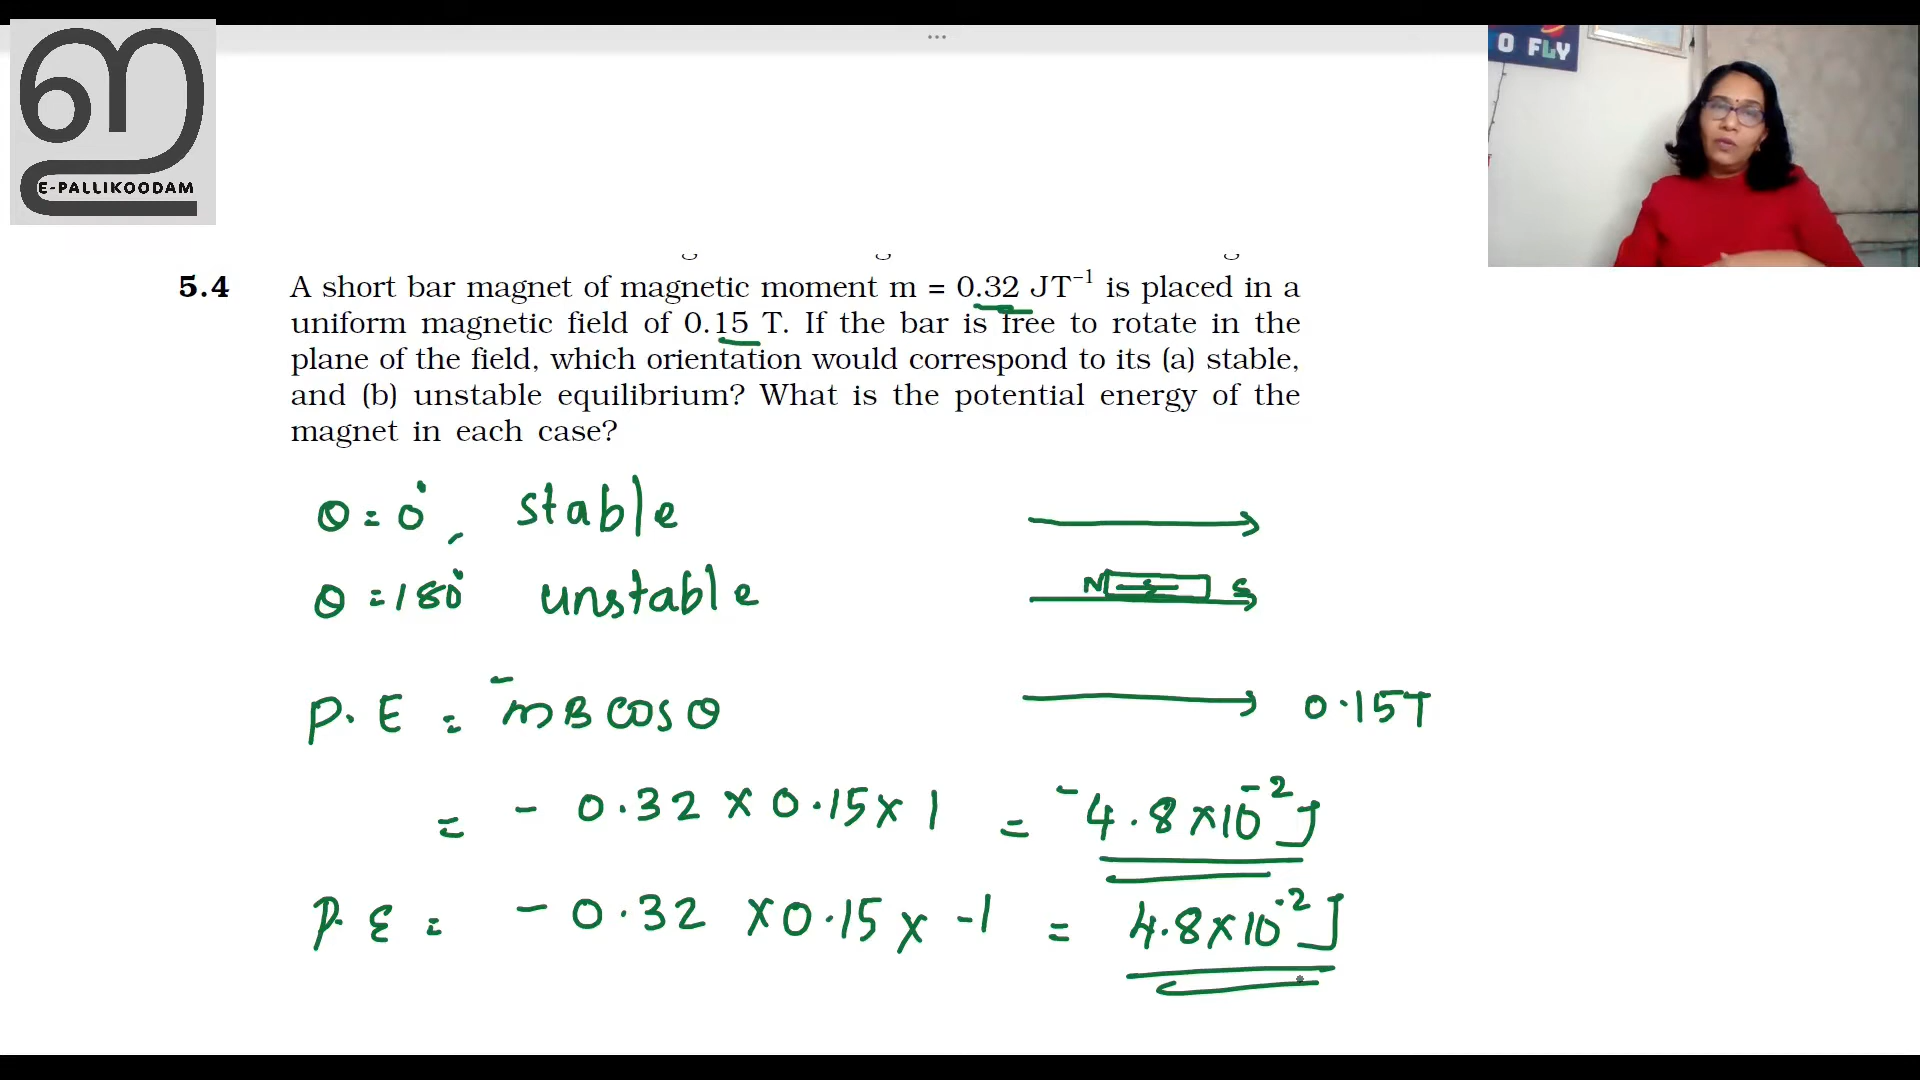 O FLY
ഇ
E-PALLIKOODAM
5.4 A short bar magnet of magnetic moment m = 0.32 JT⁻¹ is placed in a
uniform magnetic field of 0.15 T. If the bar is free to rotate in the
plane of the field, which orientation would correspond to its (a) stable,
and (b) unstable equilibrium? What is the potential energy of the
magnet in each case?
θ = 0°, stable
θ = 180° unstable
N S
P.E = -mB cos θ
0.15T
= - 0.32 × 0.15 × 1 = -4.8 × 10⁻² J
P.E = - 0.32 × 0.15 × -1 = 4.8 × 10⁻² J